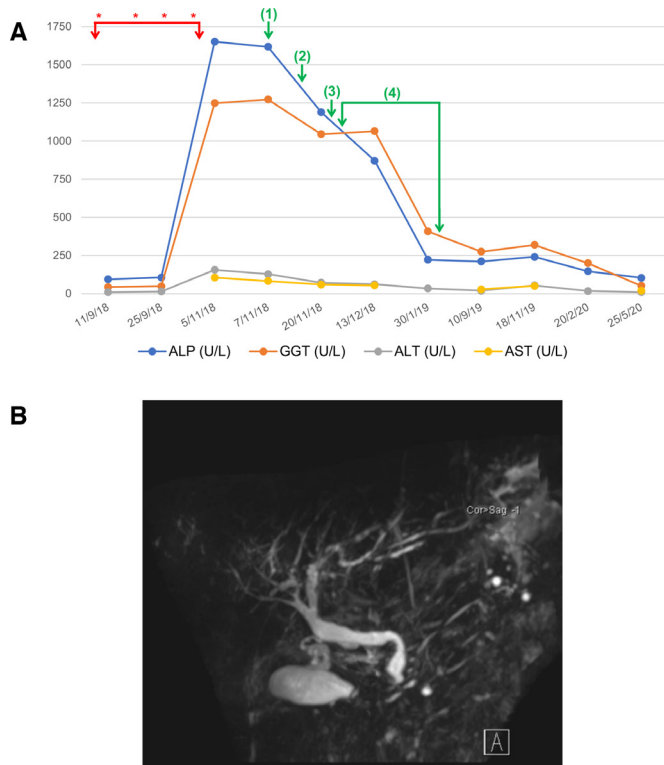 A
* * * *
(1)
(2)
(3)
(4)
1750
1500
1250
1000
750
500
250
0
11/9/18 25/9/18 5/11/18 7/11/18 20/11/18 13/12/18 30/1/19 10/9/19 18/11/19 20/2/20 25/5/20
ALP (U/L) GGT (U/L) ALT (U/L) AST (U/L)
B
Cor>Sag -1
A